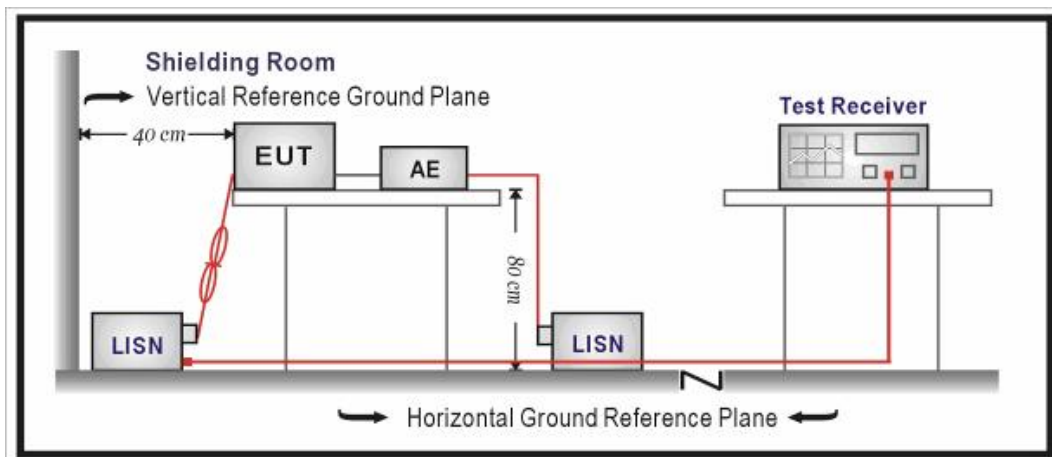 Shielding Room
Vertical Reference Ground Plane
Test Receiver
40 cm
EUT
AE
80 cm
LISN
LISN
Horizontal Ground Reference Plane